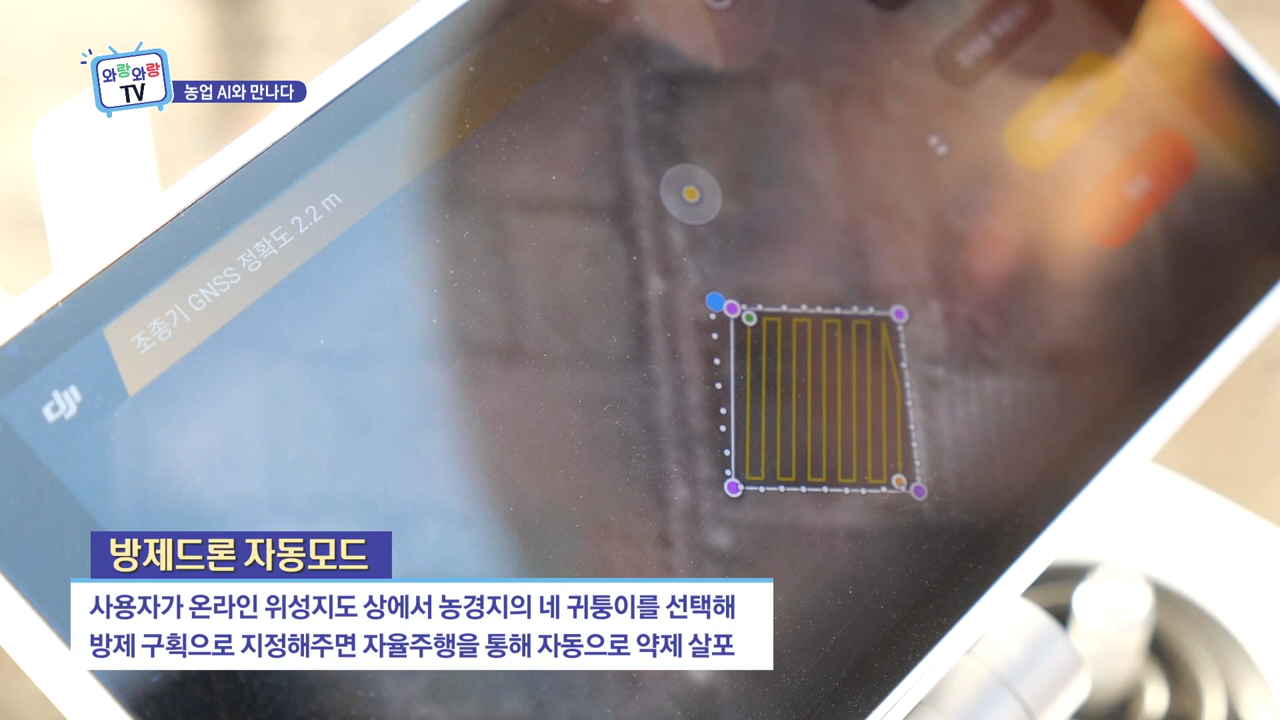 와랑와랑
TV
농업 AI와 만나다
조종기 GNSS 정확도 2.2 m
dji
방제드론 자동모드
사용자가 온라인 위성지도 상에서 농경지의 네 귀퉁이를 선택해
방제 구획으로 지정해주면 자율주행을 통해 자동으로 약제 살포